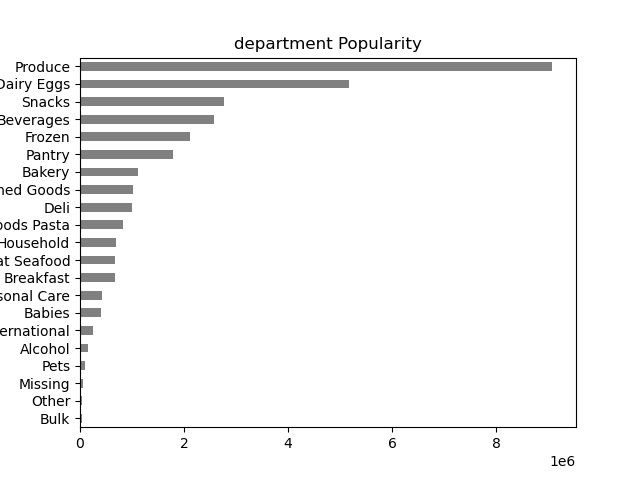 department Popularity
Produce
Dairy Eggs
Snacks
Beverages
Frozen
Pantry
Bakery
ned Goods
Deli
oods Pasta
Household
at Seafood
Breakfast
sonal Care
Babies
ernational
Alcohol
Pets
Missing
Other
Bulk
0 2 4 6 8
1e6